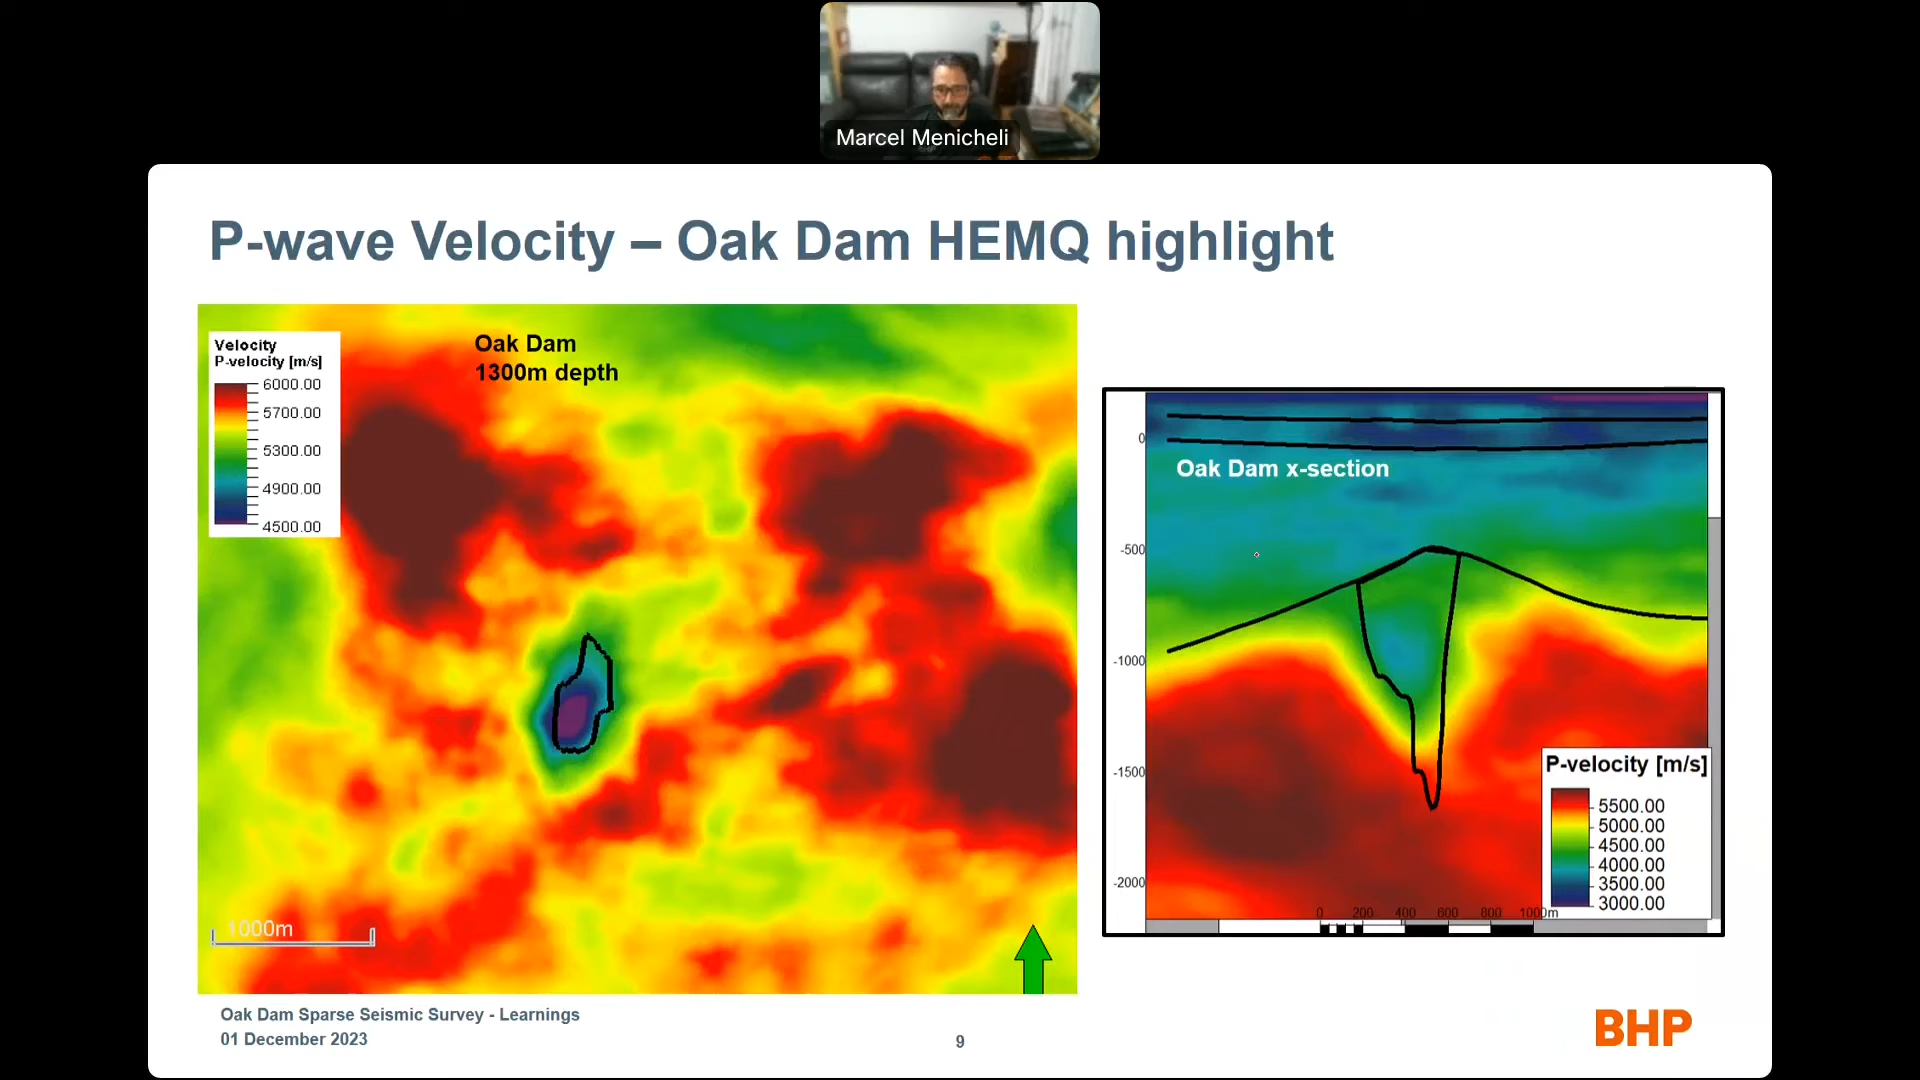 Marcel Menicheli
P-wave Velocity – Oak Dam HEMQ highlight
Velocity
P-velocity [m/s]
6000.00
5700.00
5300.00
4900.00
4500.00
Oak Dam
1300m depth
1000m
Oak Dam x-section
0
-500
-1000
-1500
-2000
P-velocity [m/s]
5500.00
5000.00
4500.00
4000.00
3500.00
3000.00
0 200 400 600 800 1000m
Oak Dam Sparse Seismic Survey - Learnings
01 December 2023
9
BHP